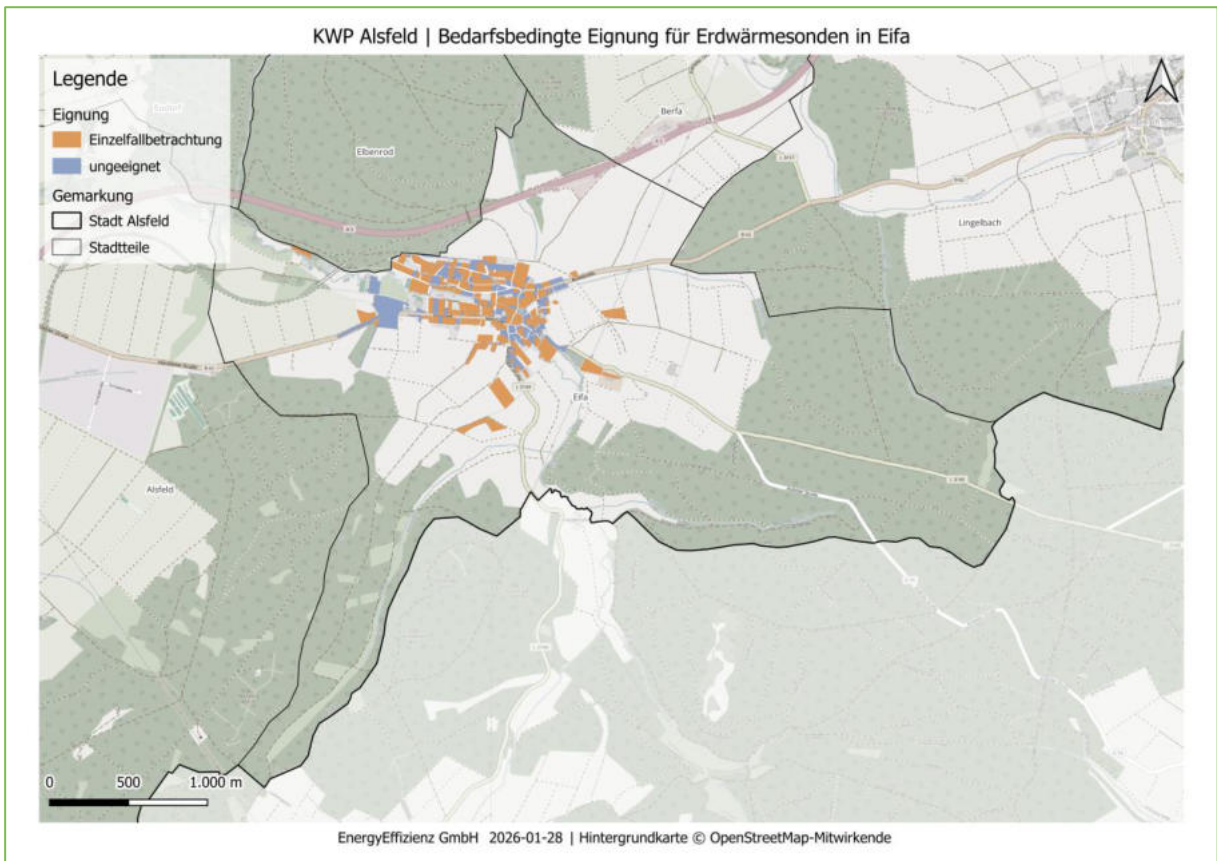 KWP Alsfeld | Bedarfsbedingte Eignung für Erdwärmesonden in Eifa
Legende
Eignung
Einzelfallbetrachtung
ungeeignet
Gemarkung
Stadt Alsfeld
Stadtteile
Berfa
Elbenrod
Lingelbach
Eifa
Alsfeld
0 500 1.000 m
EnergyEffizienz GmbH 2026-01-28 | Hintergrundkarte © OpenStreetMap-Mitwirkende